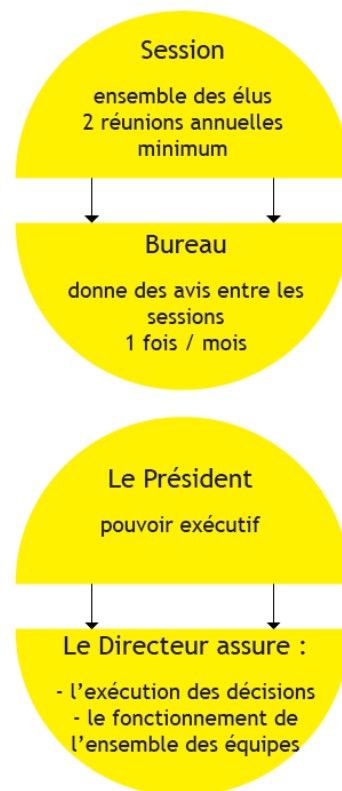 Session
ensemble des élus
2 réunions annuelles
minimum
Bureau
donne des avis entre les
sessions
1 fois / mois
Le Président
pouvoir exécutif
Le Directeur assure :
- l'exécution des décisions
- le fonctionnement de
l'ensemble des équipes